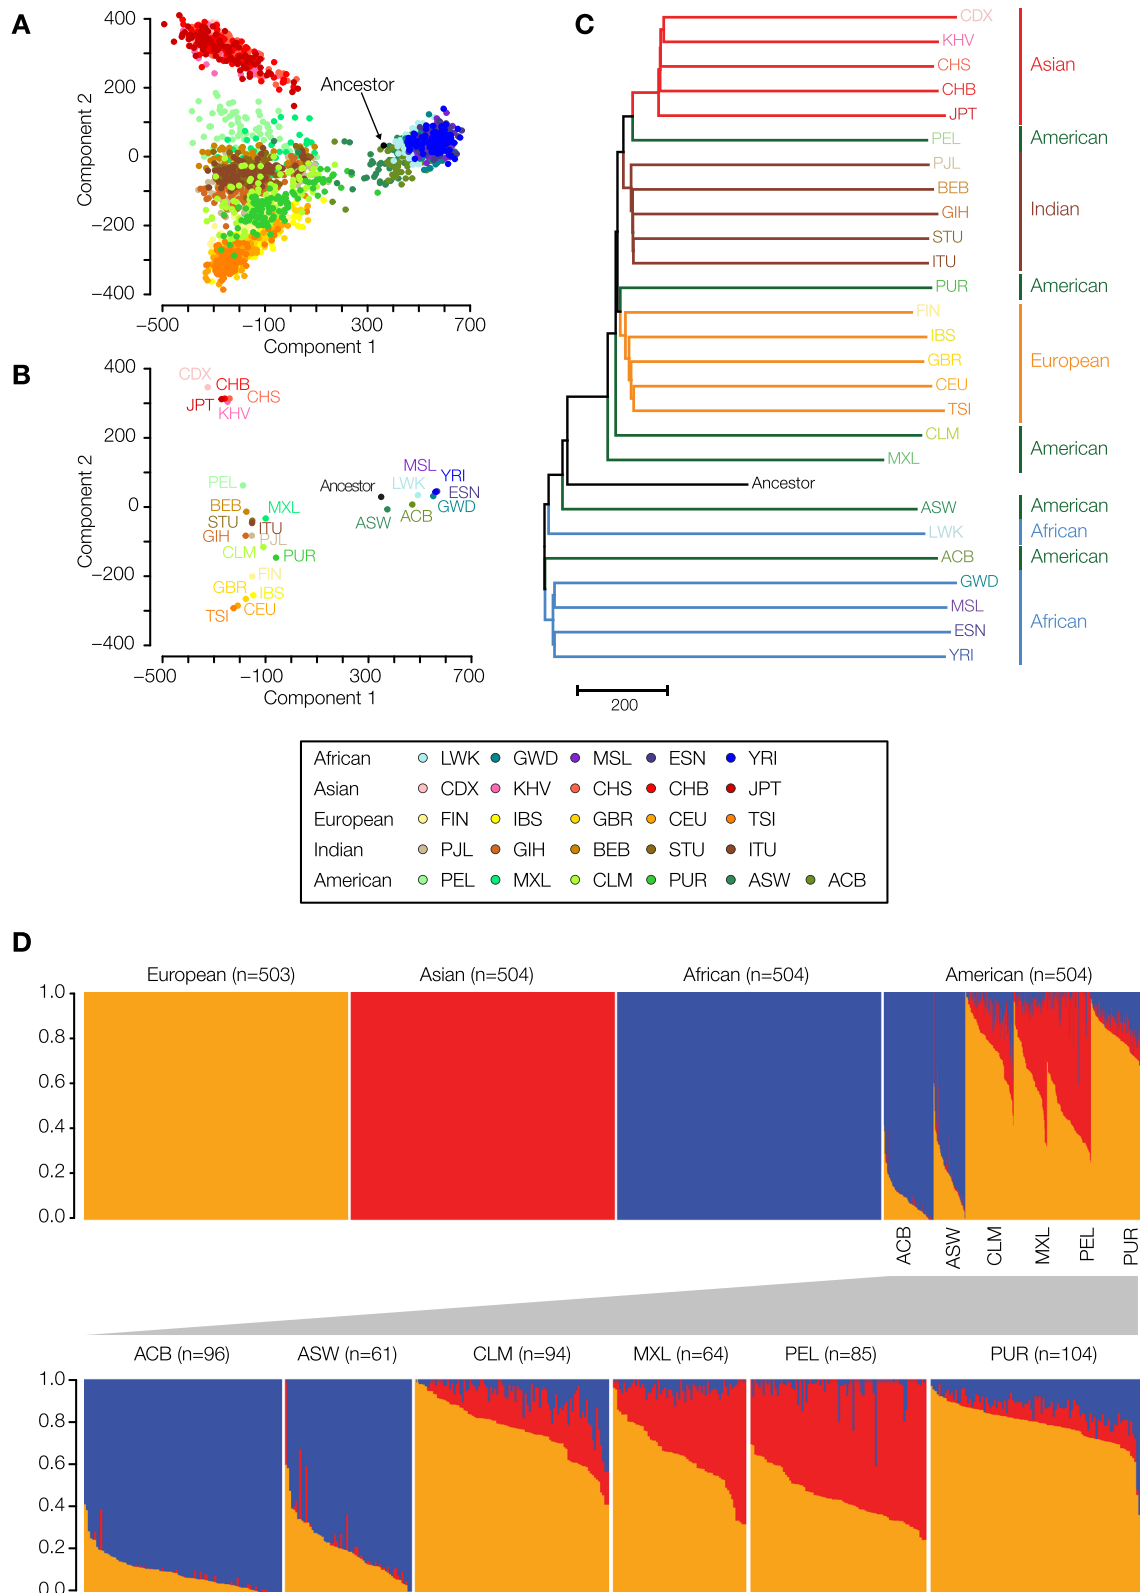 A
400
200
0
−200
−400
Component 2
Ancestor
−500
−100
300
700
Component 1
B
400
200
0
−200
−400
Component 2
CDX
CHB
CHS
JPT
KHV
PEL
BEB
MXL
STU
ITU
GIH
PJL
CLM
PUR
FIN
GBR
IBS
CEU
TSI
Ancestor
MSL
YRI
LWK
ESN
GWD
ACB
ASW
−500
−100
300
700
Component 1
C
CDX
KHV
CHS
CHB
JPT
PEL
PJL
BEB
GIH
STU
ITU
PUR
FIN
IBS
GBR
CEU
TSI
CLM
MXL
Ancestor
ASW
LWK
ACB
GWD
MSL
ESN
YRI
Asian
American
Indian
American
European
American
American
African
American
African
200
African LWK GWD MSL ESN YRI
Asian CDX KHV CHS CHB JPT
European FIN IBS GBR CEU TSI
Indian PJL GIH BEB STU ITU
American PEL MXL CLM PUR ASW ACB
D
European (n=503) Asian (n=504) African (n=504) American (n=504)
1.0
0.8
0.6
0.4
0.2
0.0
ACB
ASW
CLM
MXL
PEL
PUR
ACB (n=96) ASW (n=61) CLM (n=94) MXL (n=64) PEL (n=85) PUR (n=104)
1.0
0.8
0.6
0.4
0.2
0.0